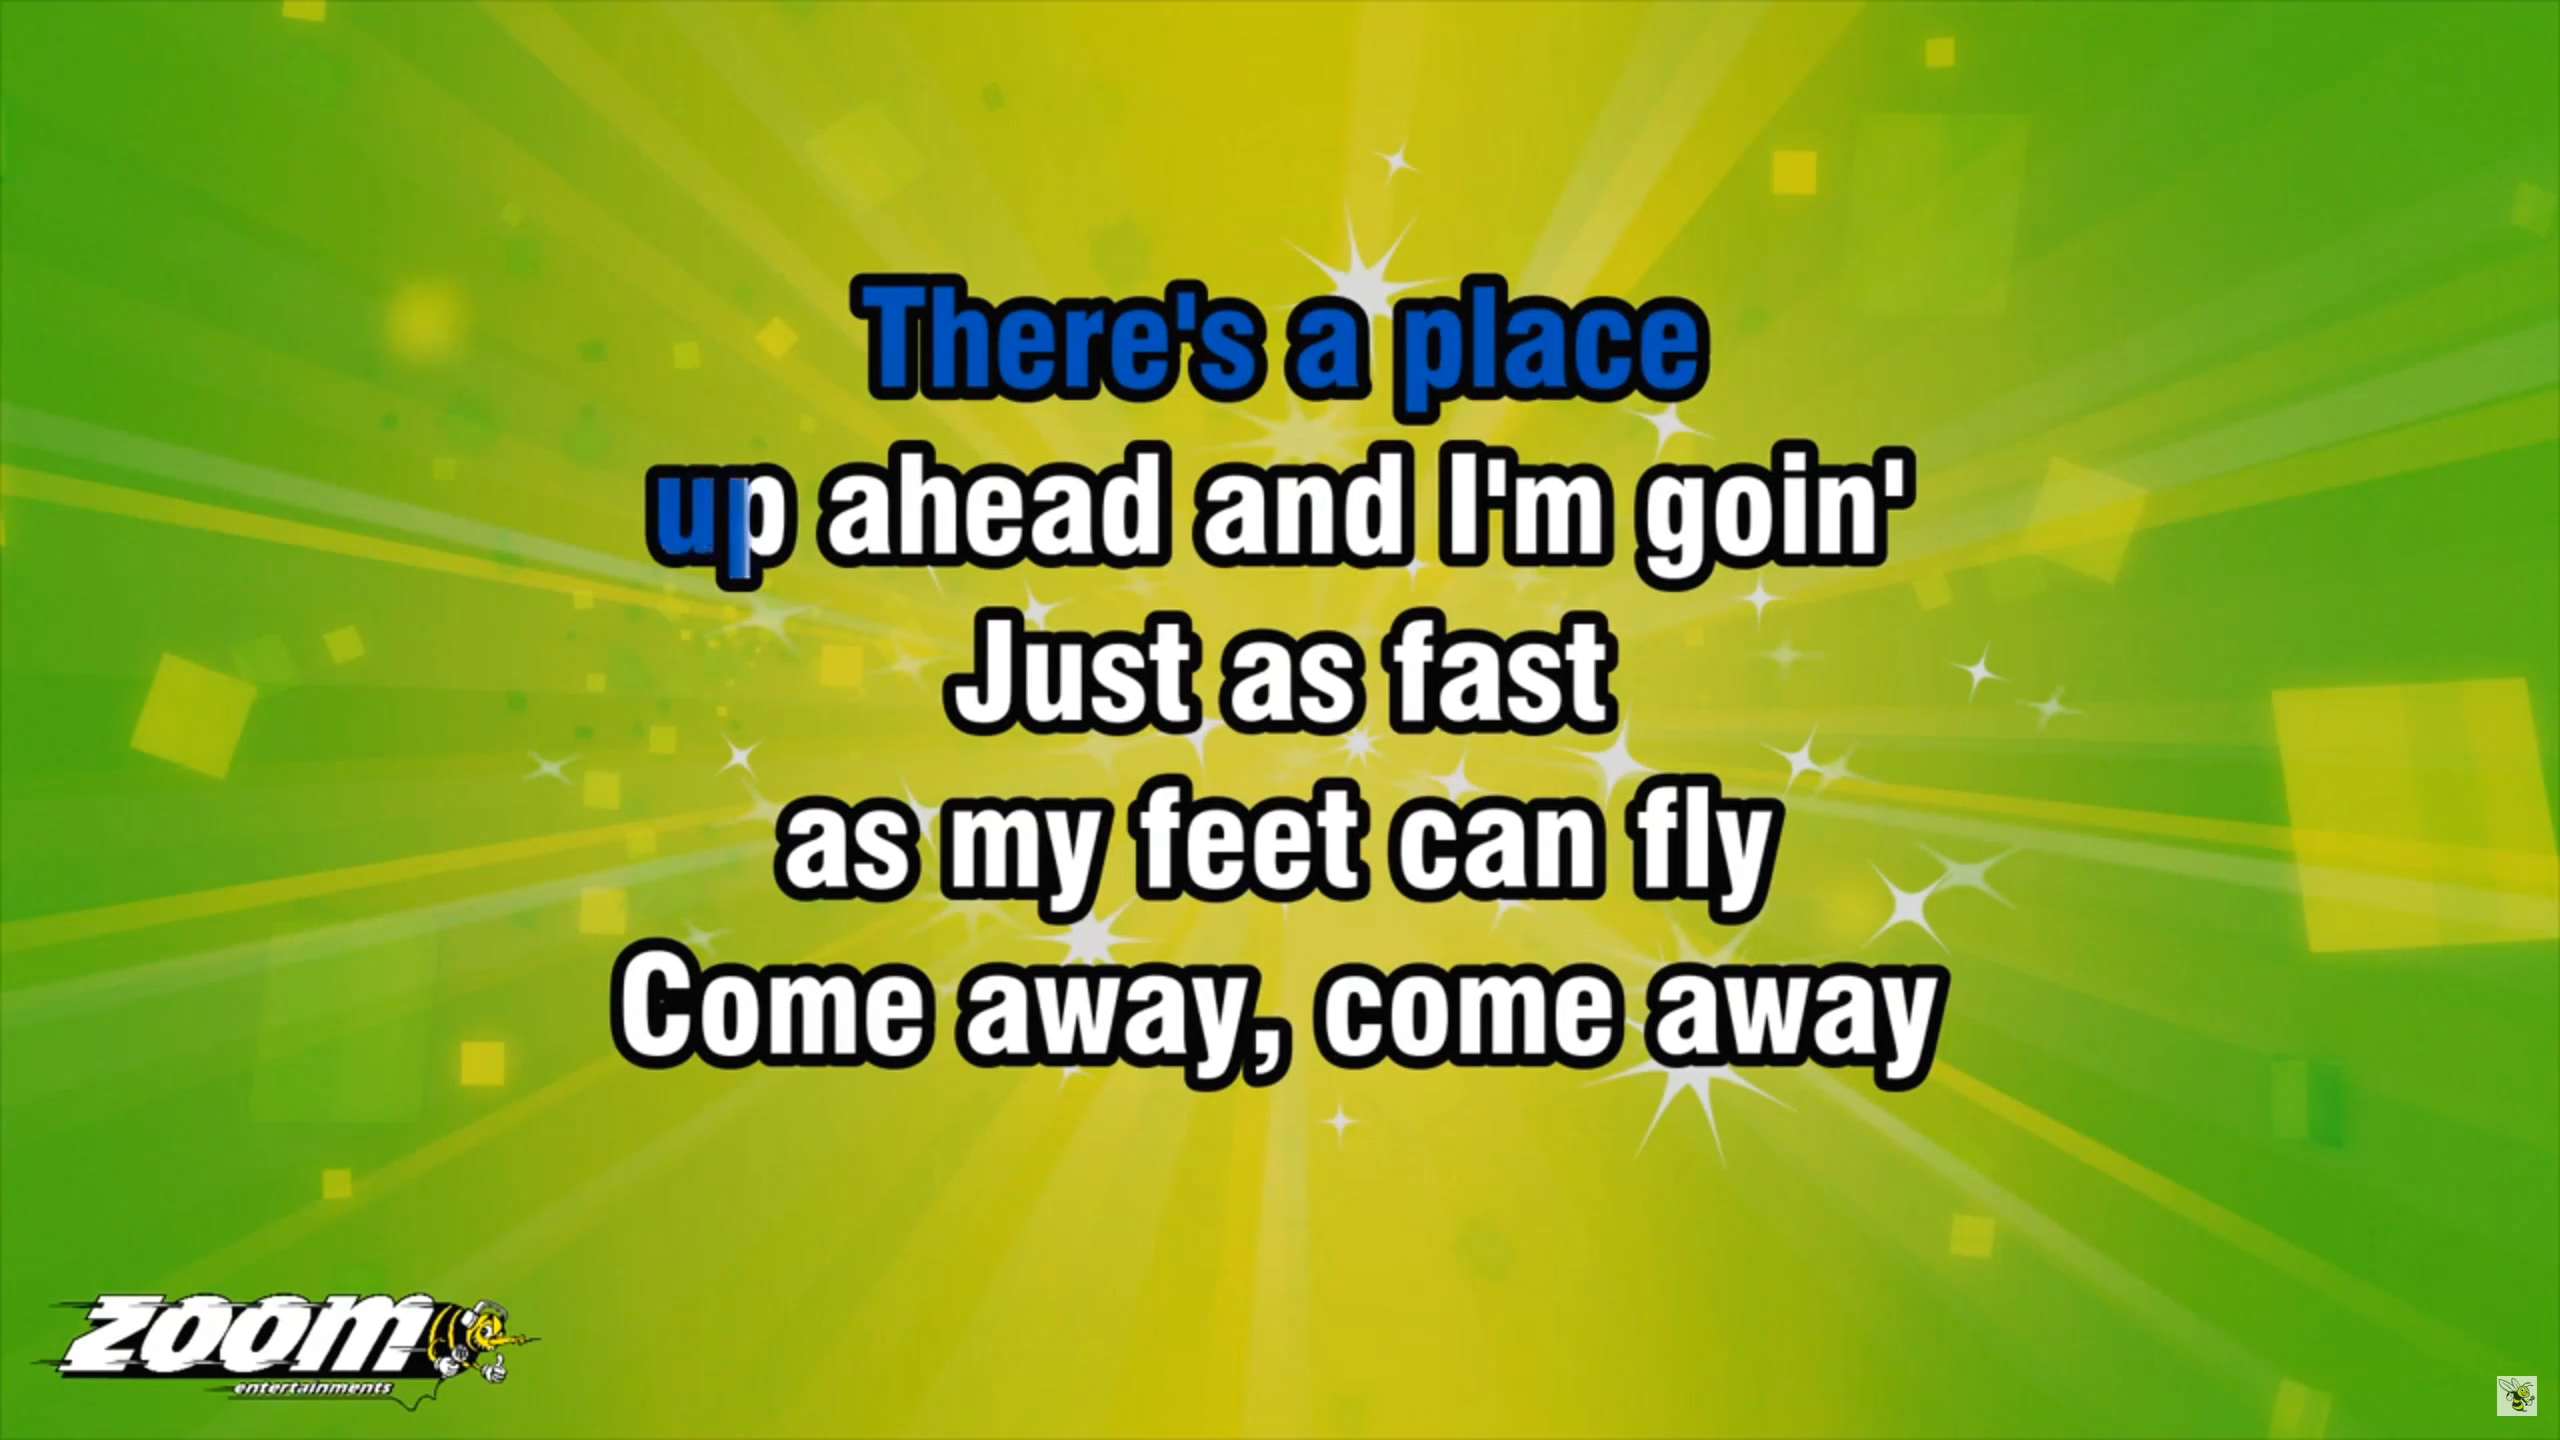 There's a place
up ahead and I'm goin'
Just as fast
as my feet can fly
Come away, come away
zoom
entertainments